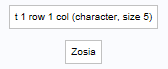 t 1 row 1 col (character, size 5)
Zosia